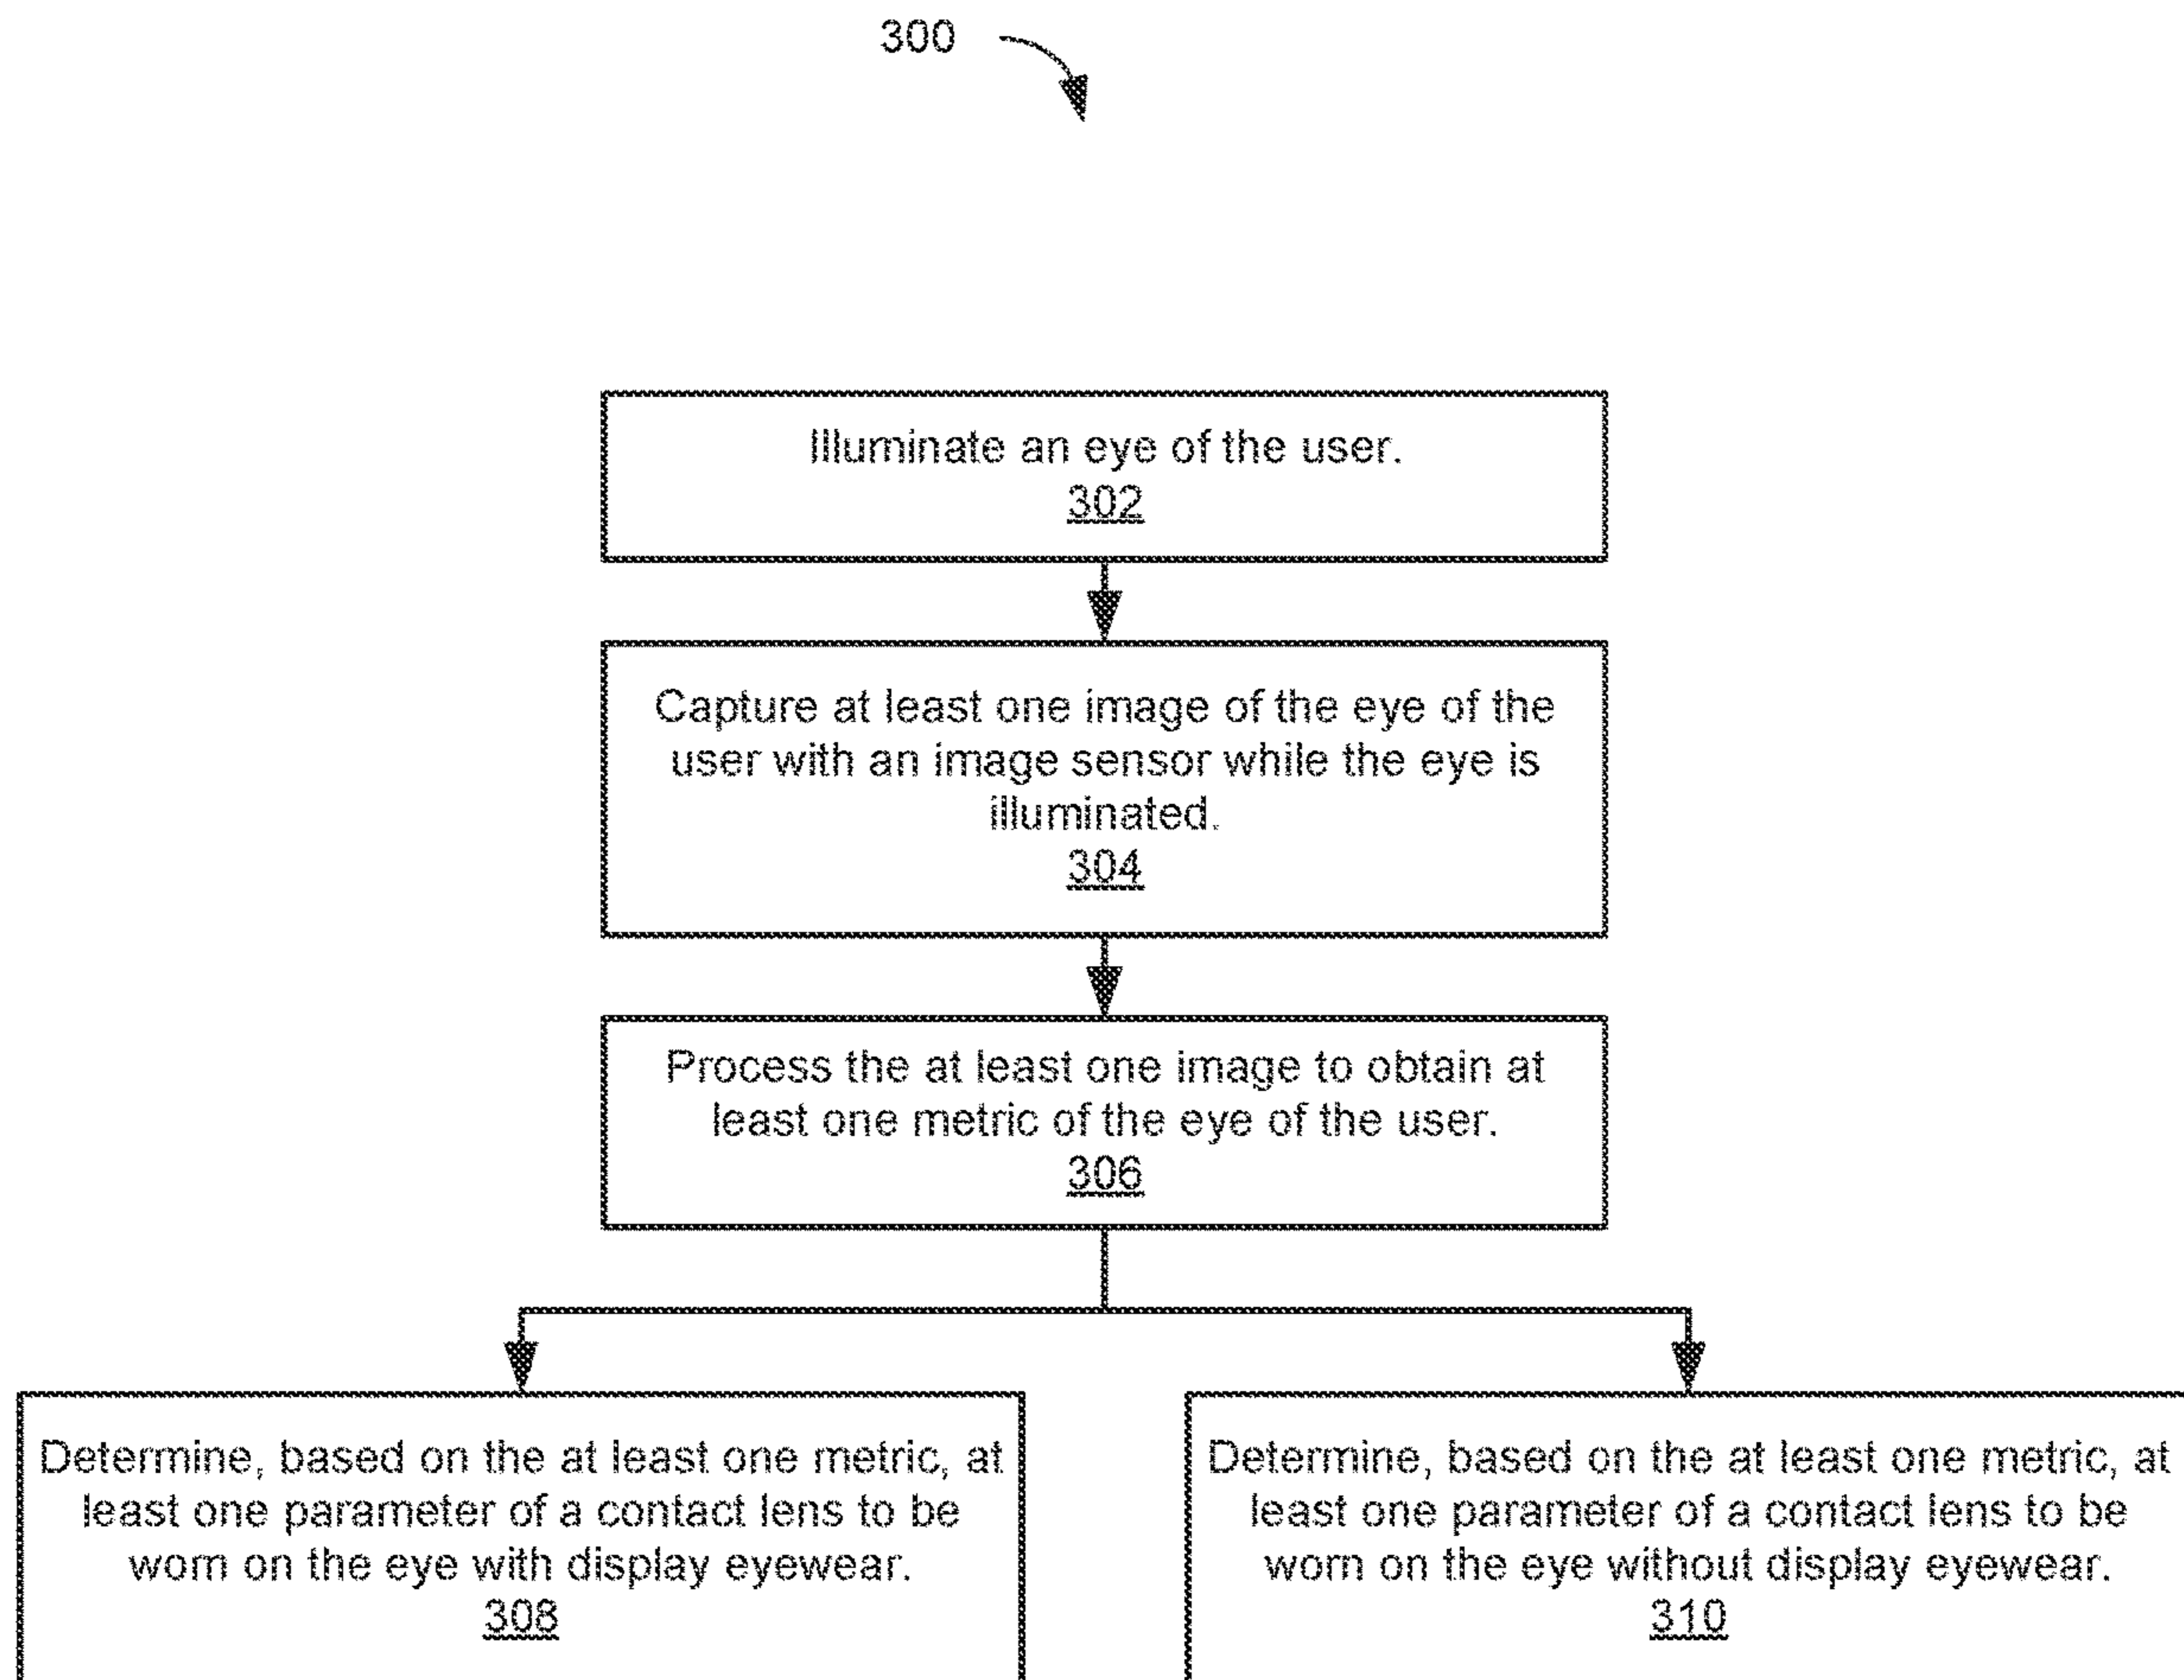 300
Illuminate an eye of the user.
302
Capture at least one image of the eye of the
user with an image sensor while the eye is
illuminated.
304
Process the at least one image to obtain at
least one metric of the eye of the user.
306
Determine, based on the at least one metric, at
least one parameter of a contact lens to be
worn on the eye with display eyewear.
308
Determine, based on the at least one metric, at
least one parameter of a contact lens to be
worn on the eye without display eyewear.
310